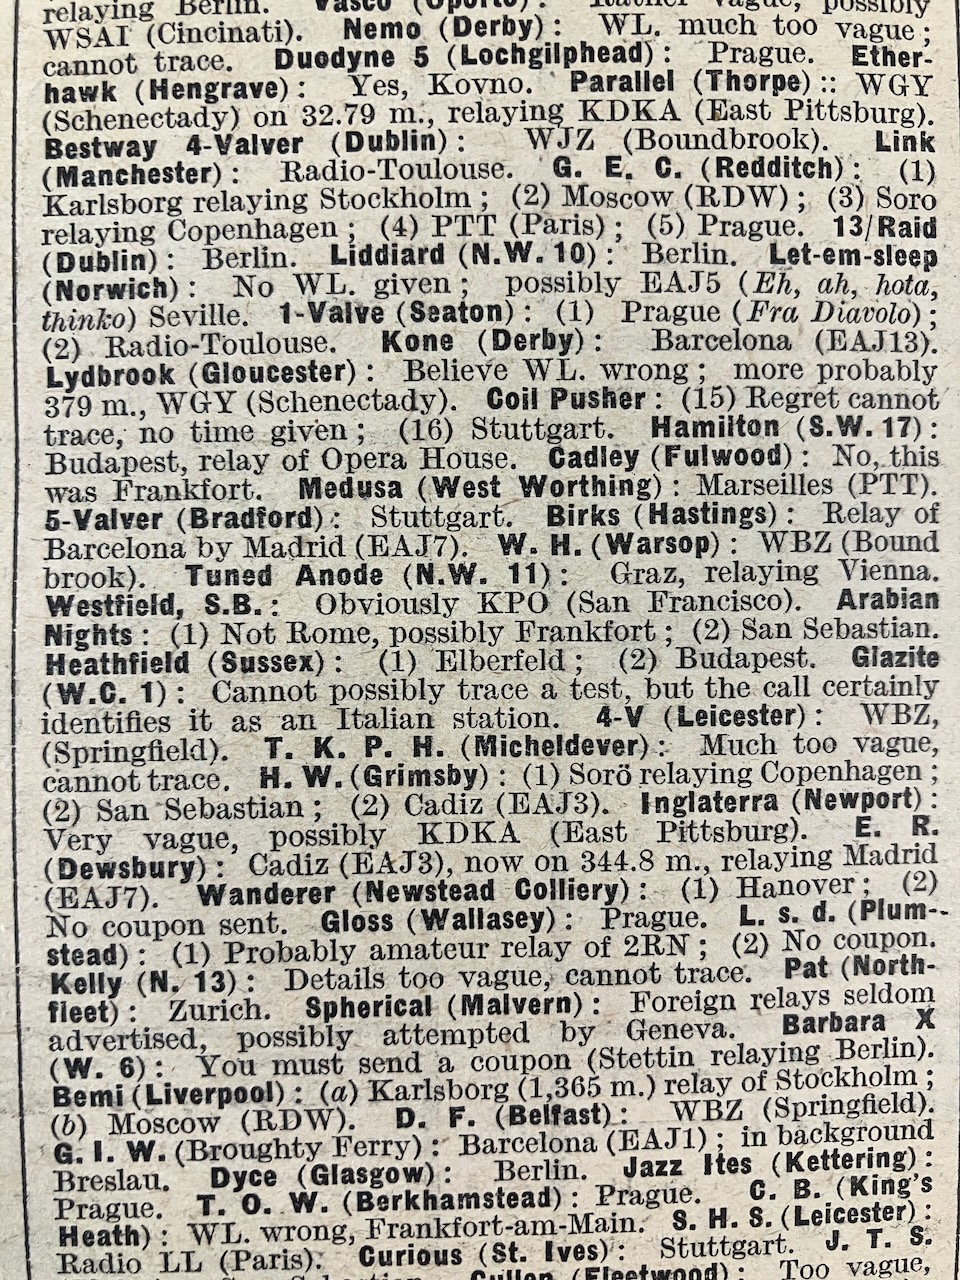 relaying Berlin. Vasco (Oporto): Rather vague, possibly
WSAI (Cincinati). Nemo (Derby): WL. much too vague;
cannot trace. Duodyne 5 (Lochgilphead): Prague. Ether-
hawk (Hengrave): Yes, Kovno. Parallel (Thorpe):: WGY
(Schenectady) on 32.79 m., relaying KDKA (East Pittsburg).
Bestway 4-Valver (Dublin): WJZ (Boundbrook). Link
(Manchester): Radio-Toulouse. G. E. C. (Redditch): (1)
Karlsborg relaying Stockholm; (2) Moscow (RDW); (3) Soro
relaying Copenhagen; (4) PTT (Paris); (5) Prague. 13/Raid
(Dublin): Berlin. Liddiard (N.W. 10): Berlin. Let-em-sleep
(Norwich): No WL. given; possibly EAJ5 (Eh, ah, hota,
thinko) Seville. 1-Valve (Seaton): (1) Prague (Fra Diavolo);
(2) Radio-Toulouse. Kone (Derby): Barcelona (EAJ13).
Lydbrook (Gloucester): Believe WL. wrong; more probably
379 m., WGY (Schenectady). Coil Pusher: (15) Regret cannot
trace, no time given; (16) Stuttgart. Hamilton (S.W. 17):
Budapest, relay of Opera House. Cadley (Fulwood): No, this
was Frankfort. Medusa (West Worthing): Marseilles (PTT).
5-Valver (Bradford): Stuttgart. Birks (Hastings): Relay of
Barcelona by Madrid (EAJ7). W. H. (Warsop): WBZ (Bound
brook). Tuned Anode (N.W. 11): Graz, relaying Vienna.
Westfield, S.B.: Obviously KPO (San Francisco). Arabian
Nights: (1) Not Rome, possibly Frankfort; (2) San Sebastian.
Heathfield (Sussex): (1) Elberfeld; (2) Budapest. Glazite
(W.C. 1): Cannot possibly trace a test, but the call certainly
identifies it as an Italian station. 4-V (Leicester): WBZ,
(Springfield). T. K. P. H. (Micheldever): Much too vague,
cannot trace. H. W. (Grimsby): (1) Sorö relaying Copenhagen;
(2) San Sebastian; (2) Cadiz (EAJ3). Inglaterra (Newport):
Very vague, possibly KDKA (East Pittsburg). E. R.
(Dewsbury): Cadiz (EAJ3), now on 344.8 m., relaying Madrid
(EAJ7). Wanderer (Newstead Colliery): (1) Hanover; (2)
No coupon sent. Gloss (Wallasey): Prague. L. s. d. (Plum-
stead): (1) Probably amateur relay of 2RN; (2) No coupon.
Kelly (N. 13): Details too vague, cannot trace. Pat (North-
fleet): Zurich. Spherical (Malvern): Foreign relays seldom
advertised, possibly attempted by Geneva. Barbara X
(W. 6): You must send a coupon (Stettin relaying Berlin).
Bemi (Liverpool): (a) Karlsborg (1,365 m.) relay of Stockholm;
(b) Moscow (RDW). D. F. (Belfast): WBZ (Springfield).
G. I. W. (Broughty Ferry): Barcelona (EAJ1); in background
Breslau. Dyce (Glasgow): Berlin. Jazz Ites (Kettering):
Prague. T. O. W. (Berkhamstead): Prague. C. B. (King's
Heath): WL. wrong, Frankfort-am-Main. S. H. S. (Leicester):
Radio LL (Paris). Curious (St. Ives): Stuttgart. J. T. S.
Cullen (Fleetwood): Too vague,